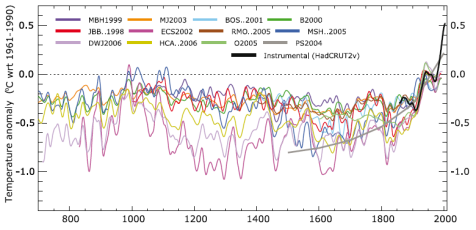 MBH1999 MJ2003 BOS..2001 B2000
JBB..1998 ECS2002 RMO..2005 MSH..2005
DWJ2006 HCA..2006 O2005 PS2004
Instrumental (HadCRUT2v)
Temperature anomaly (°C wrt 1961-1990)
0.5 0.5
0.0 0.0
-0.5 -0.5
-1.0 -1.0
800 1000 1200 1400 1600 1800 2000